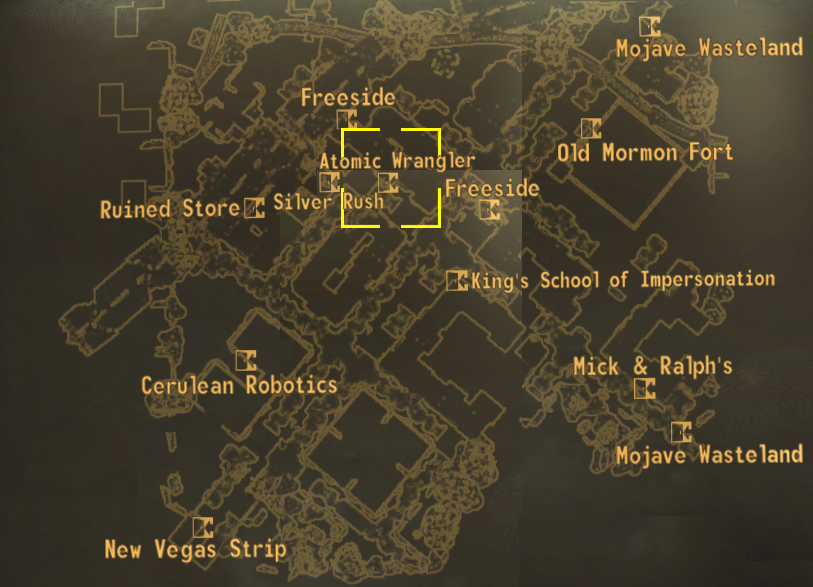 Mojave Wasteland
Freeside
Old Mormon Fort
Atomic Wrangler
Freeside
Silver Rush
Ruined Store
King's School of Impersonation
Mick & Ralph's
Cerulean Robotics
Mojave Wasteland
New Vegas Strip